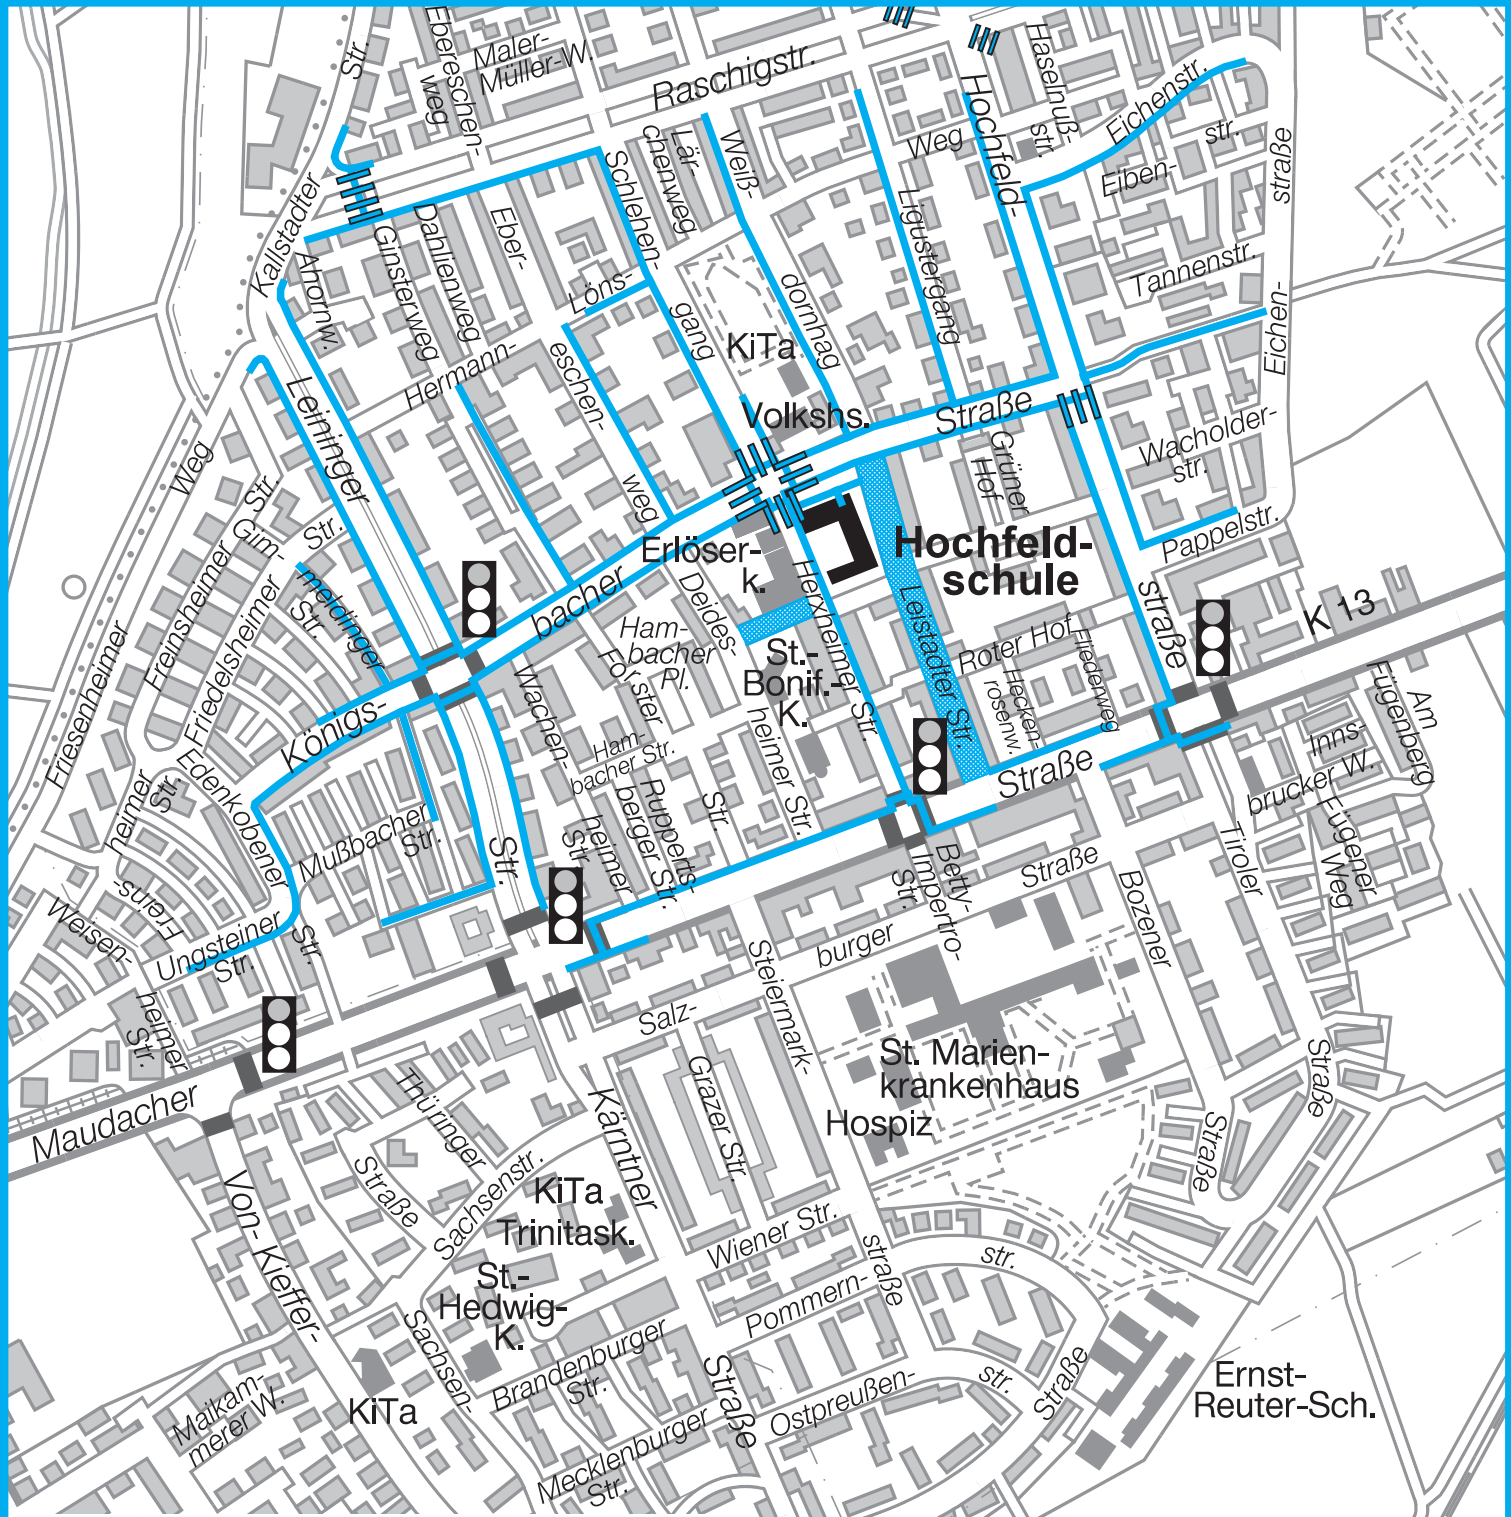 Str.
Ebereschen-
weg
Maler-
Müller-W.
Raschigstr.
Haselnuß-
str.
Hochfeld-
Eichenstr.
Eiben-
str.
straße
Weg
Lär-
chenweg
Weiß-
dornhag
Schlehen-
gang
Ligustergang
Kallstadter
Ahornw.
Ginsterweg
Dahlienweg
Eber-
eschen-
weg
Löns-
Hermann-
Tannenstr.
Eichen-
KiTa
Volkshs.
Straße
Grüner
Hof
Wacholder-
str.
Pappelstr.
Leininger
Weg
Str.
Freinsheimer
Gim-
meldinger
Str.
Str.
Friedelsheimer
Friesenheimer
Erlöser-
k.
Hochfeld-
schule
bacher
Königs-
Deides-
heimer Str.
Herxheimer Str.
Leistadter Str.
Straße
K 13
Ham-
bacher
Pl.
St.-
Bonif.-
K.
Roter Hof
Fliederweg
Hecken-
rosenw.
Forster
Str.
Wachen-
heimer
Str.
Ham-
bacher Str.
Rupperts-
berger Str.
Am
Fügenberg
Inns-
brucker W.
Fügener
Weg
Edenkobener
Str.
Mußbacher
Str.
Str.
Straße
Freins-
heimer
Str.
Weisen-
heimer
Str.
Ungsteiner
Str.
Betty-
Impertro-
Str.
Salz-
burger
Straße
Tiroler
Straße
Bozener
Straße
Steiermark-
straße
Maudacher
St. Marien-
krankenhaus
Hospiz
Thüringer
Straße
Kärntner
Straße
Grazer Str.
Sachsenstr.
KiTa
Trinitask.
Wiener Str.
Von-Kieffer-
St.-
Hedwig-
K.
Pommern-
str.
Sachsen-
Brandenburger
Str.
Maikam-
merer W.
KiTa
Ostpreußen-
str.
Straße
Mecklenburger
Str.
Ernst-
Reuter-Sch.